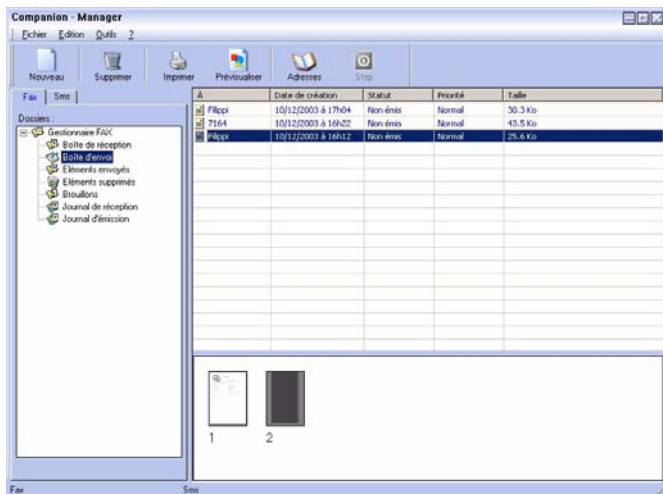 Companion - Manager
Fichier Edition Outils ?
Nouveau Supprimer Imprimer Prévisualiser Adresses Stop
Fax Sms
Dossiers :
Gestionnaire FAX
Boîte de réception
Boîte d'envoi
Eléments envoyés
Eléments supprimés
Brouillons
Journal de réception
Journal d'émission
A Date de création Statut Priorité Taille
Filippi 10/12/2003 à 17h04 Non émis Normal 30.3 Ko
7164 10/12/2003 à 16h22 Non émis Normal 43.5 Ko
Filippi 10/12/2003 à 16h12 Non émis Normal 25.6 Ko
1 2
Fax Sms